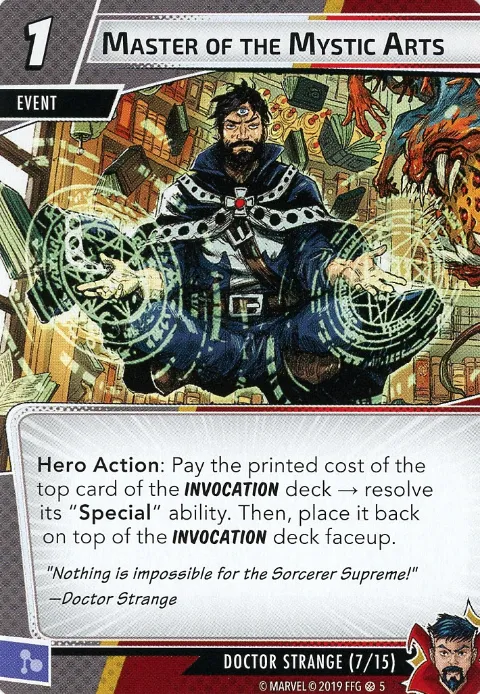 1
MASTER OF THE MYSTIC ARTS
EVENT
Hero Action: Pay the printed cost of the
top card of the INVOCATION deck → resolve
its "Special" ability. Then, place it back
on top of the INVOCATION deck faceup.
"Nothing is impossible for the Sorcerer Supreme!"
—Doctor Strange
DOCTOR STRANGE (7/15)
© MARVEL © 2019 FFG 5